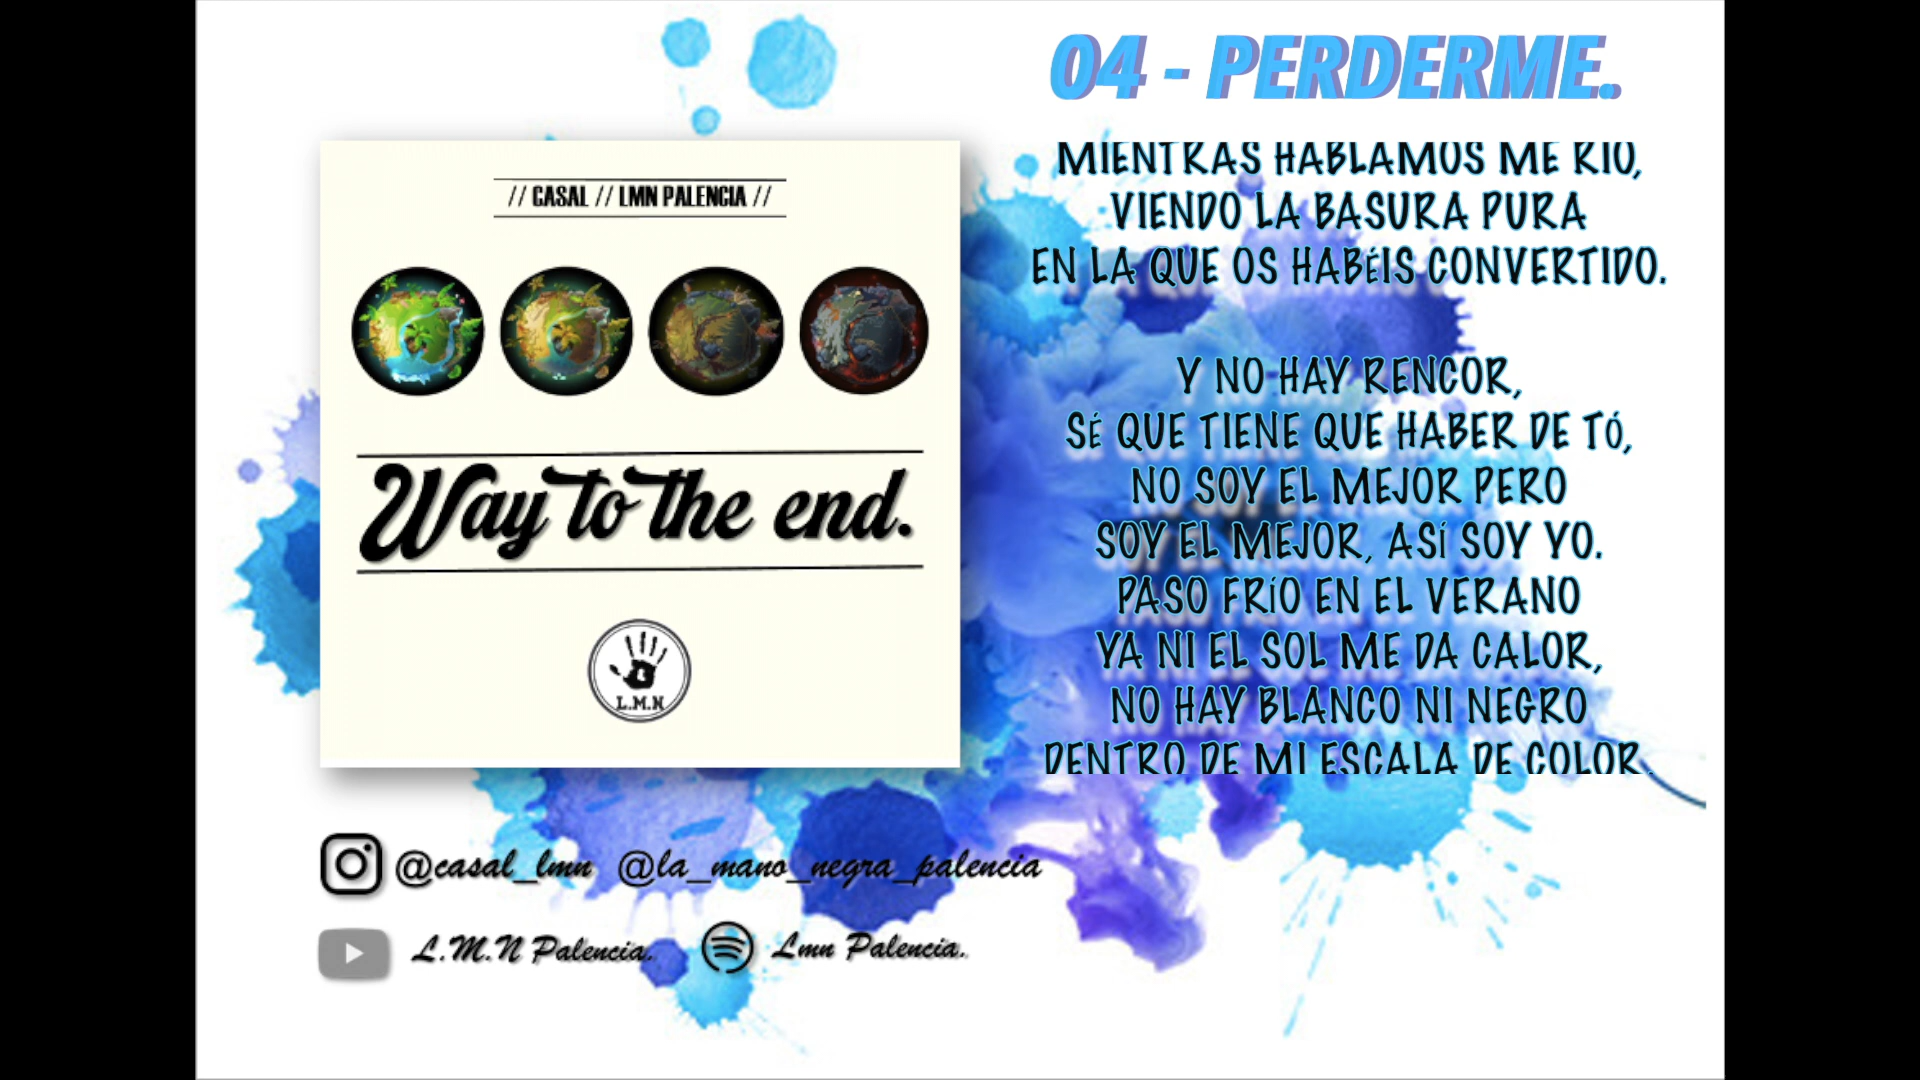 04 - PERDERME.
// CASAL // LMN PALENCIA //
Way to the end.
L.M.N
MIENTRAS HABLAMOS ME RIO,
VIENDO LA BASURA PURA
EN LA QUE OS HABÉIS CONVERTIDO.
Y NO HAY RENCOR,
SÉ QUE TIENE QUE HABER DE TÓ,
NO SOY EL MEJOR PERO
SOY EL MEJOR, ASÍ SOY YO.
PASO FRÍO EN EL VERANO
YA NI EL SOL ME DA CALOR,
NO HAY BLANCO NI NEGRO
DENTRO DE MI ESCALA DE COLOR.
@casal_lmn @la_mano_negra_palencia
L.M.N Palencia. Lmn Palencia.